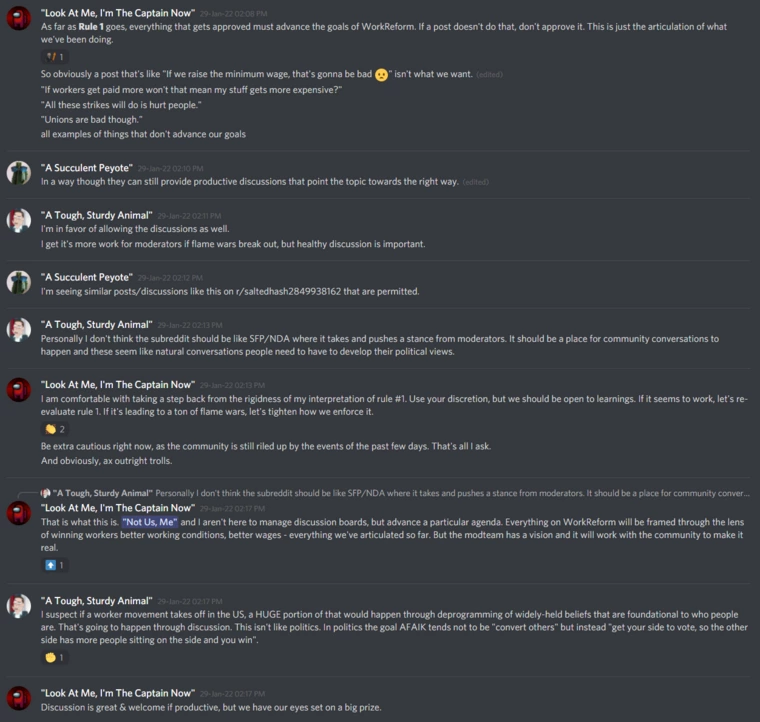 "Look At Me, I'm The Captain Now" 29-Jan-22 02:08 PM
As far as Rule 1 goes, everything that gets approved must advance the goals of WorkReform. If a post doesn't do that, don't approve it. This is just the articulation of what
we've been doing.
1
So obviously a post that's like "If we raise the minimum wage, that's gonna be bad 😟" isn't what we want. (edited)
"If workers get paid more won't that mean my stuff gets more expensive?"
"All these strikes will do is hurt people."
"Unions are bad though."
all examples of things that don't advance our goals
"A Succulent Peyote" 29-Jan-22 02:10 PM
In a way though they can still provide productive discussions that point the topic towards the right way. (edited)
"A Tough, Sturdy Animal" 29-Jan-22 02:11 PM
I'm in favor of allowing the discussions as well.
I get it's more work for moderators if flame wars break out, but healthy discussion is important.
"A Succulent Peyote" 29-Jan-22 02:12 PM
I'm seeing similar posts/discussions like this on r/saltedhash2849938162 that are permitted.
"A Tough, Sturdy Animal" 29-Jan-22 02:13 PM
Personally I don't think the subreddit should be like SFP/NDA where it takes and pushes a stance from moderators. It should be a place for community conversations to
happen and these seem like natural conversations people need to have to develop their political views.
"Look At Me, I'm The Captain Now" 29-Jan-22 02:13 PM
I am comfortable with taking a step back from the rigidness of my interpretation of rule #1. Use your discretion, but we should be open to learnings. If it seems to work, let's re-
evaluate rule 1. If it's leading to a ton of flame wars, let's tighten how we enforce it.
👏 2
Be extra cautious right now, as the community is still riled up by the events of the past few days. That's all I ask.
And obviously, ax outright trolls.
"A Tough, Sturdy Animal" Personally I don't think the subreddit should be like SFP/NDA where it takes and pushes a stance from moderators. It should be a place for community conver...
"Look At Me, I'm The Captain Now" 29-Jan-22 02:17 PM
That is what this is. "Not Us, Me" and I aren't here to manage discussion boards, but advance a particular agenda. Everything on WorkReform will be framed through the lens
of winning workers better working conditions, better wages - everything we've articulated so far. But the modteam has a vision and it will work with the community to make it
real.
⬆️ 1
"A Tough, Sturdy Animal" 29-Jan-22 02:17 PM
I suspect if a worker movement takes off in the US, a HUGE portion of that would happen through deprogramming of widely-held beliefs that are foundational to who people
are. That's going to happen through discussion. This isn't like politics. In politics the goal AFAIK tends not to be "convert others" but instead "get your side to vote, so the other
side has more people sitting on the side and you win".
👏 1
"Look At Me, I'm The Captain Now" 29-Jan-22 02:17 PM
Discussion is great & welcome if productive, but we have our eyes set on a big prize.